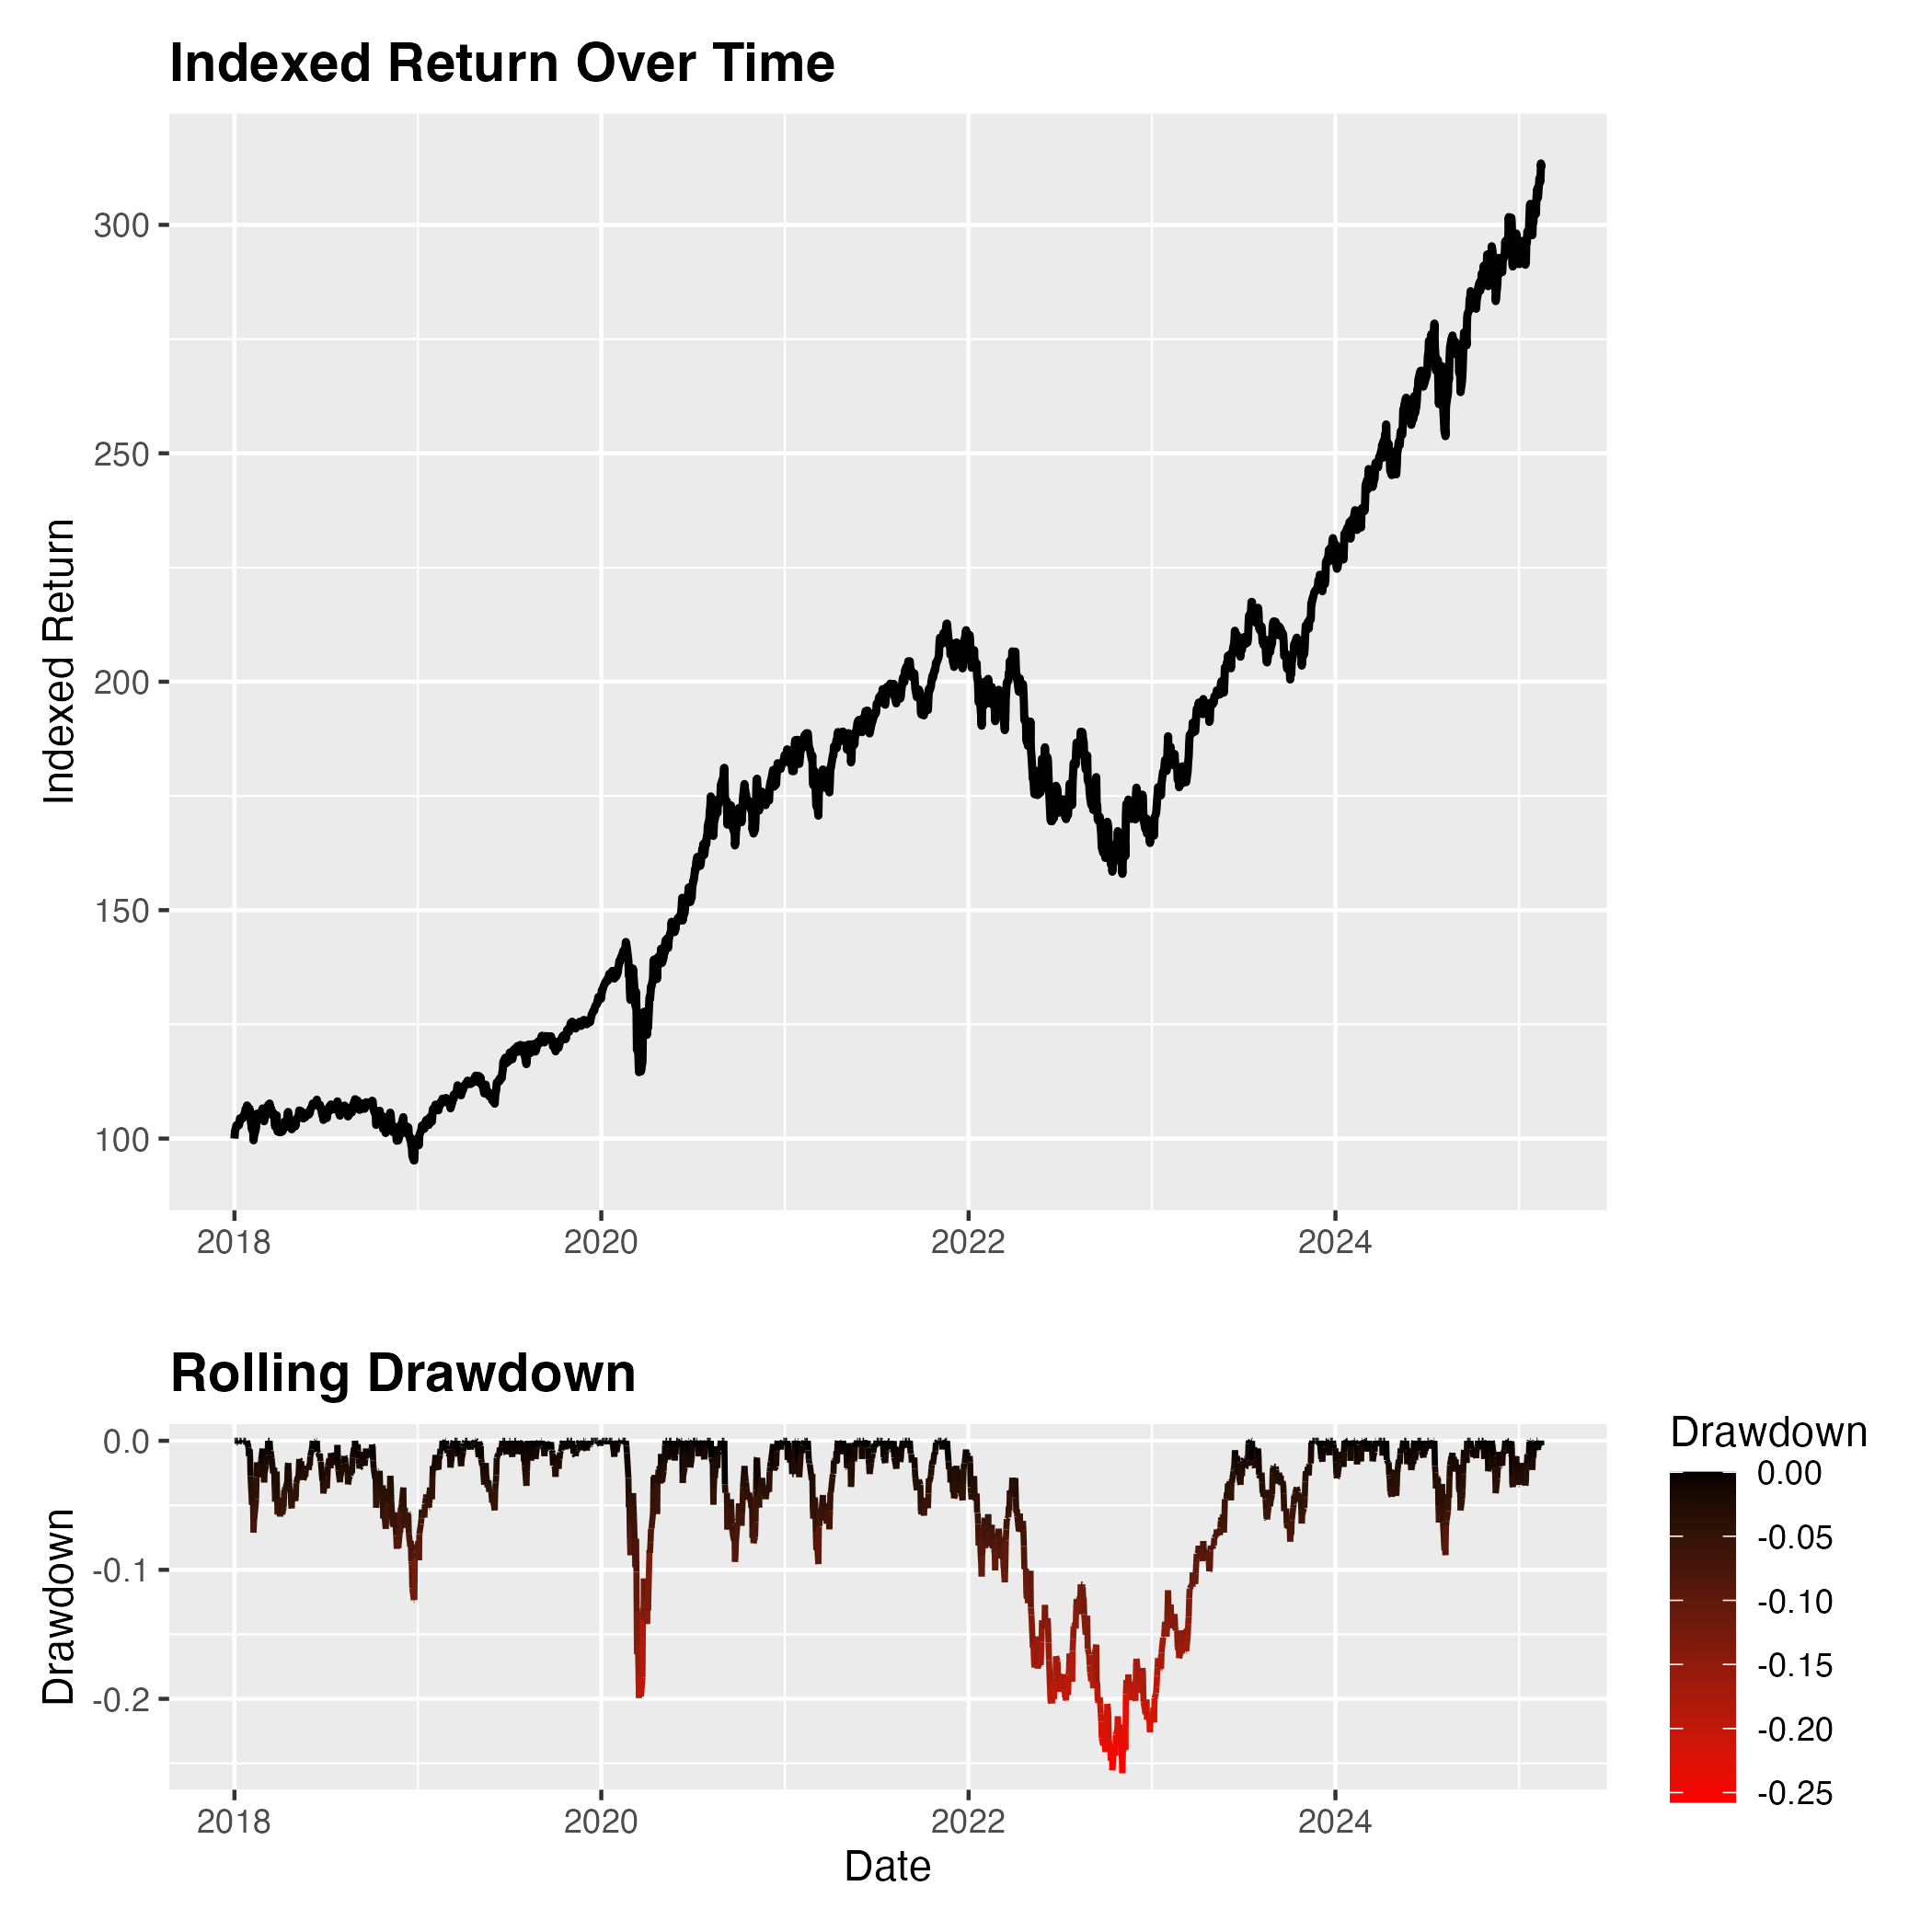 Indexed Return Over Time
Indexed Return
300
250
200
150
100
2018 2020 2022 2024
Rolling Drawdown
Drawdown
0.0
-0.1
-0.2
2018 2020 2022 2024
Date
Drawdown
0.00
-0.05
-0.10
-0.15
-0.20
-0.25